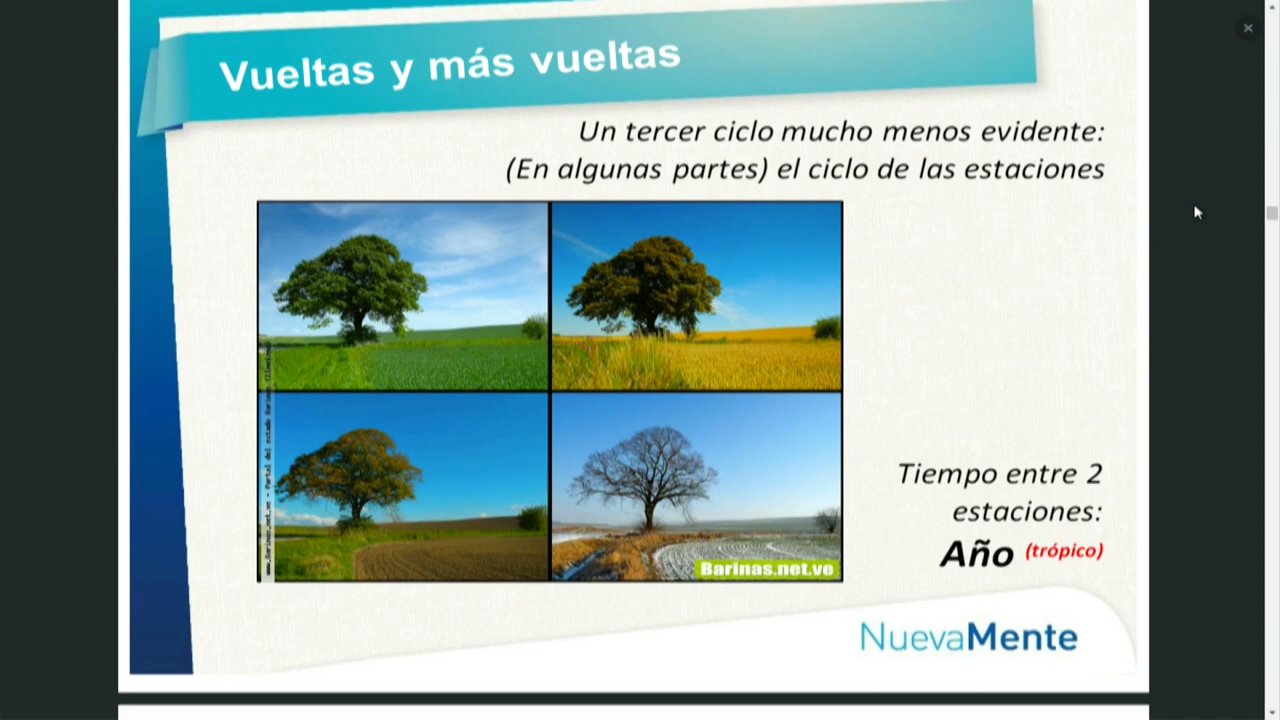 Vueltas y más vueltas
Un tercer ciclo mucho menos evidente:
(En algunas partes) el ciclo de las estaciones
Barinas.net.ve
Tiempo entre 2
estaciones:
Año (trópico)
NuevaMente